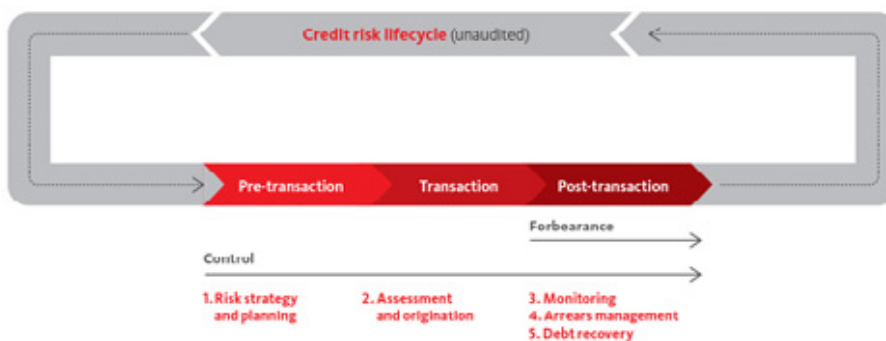 Credit risk lifecycle (unaudited)
Pre-transaction
Transaction
Post-transaction
Forbearance
Control
1. Risk strategy
and planning
2. Assessment
and origination
3. Monitoring
4. Arrears management
5. Debt recovery